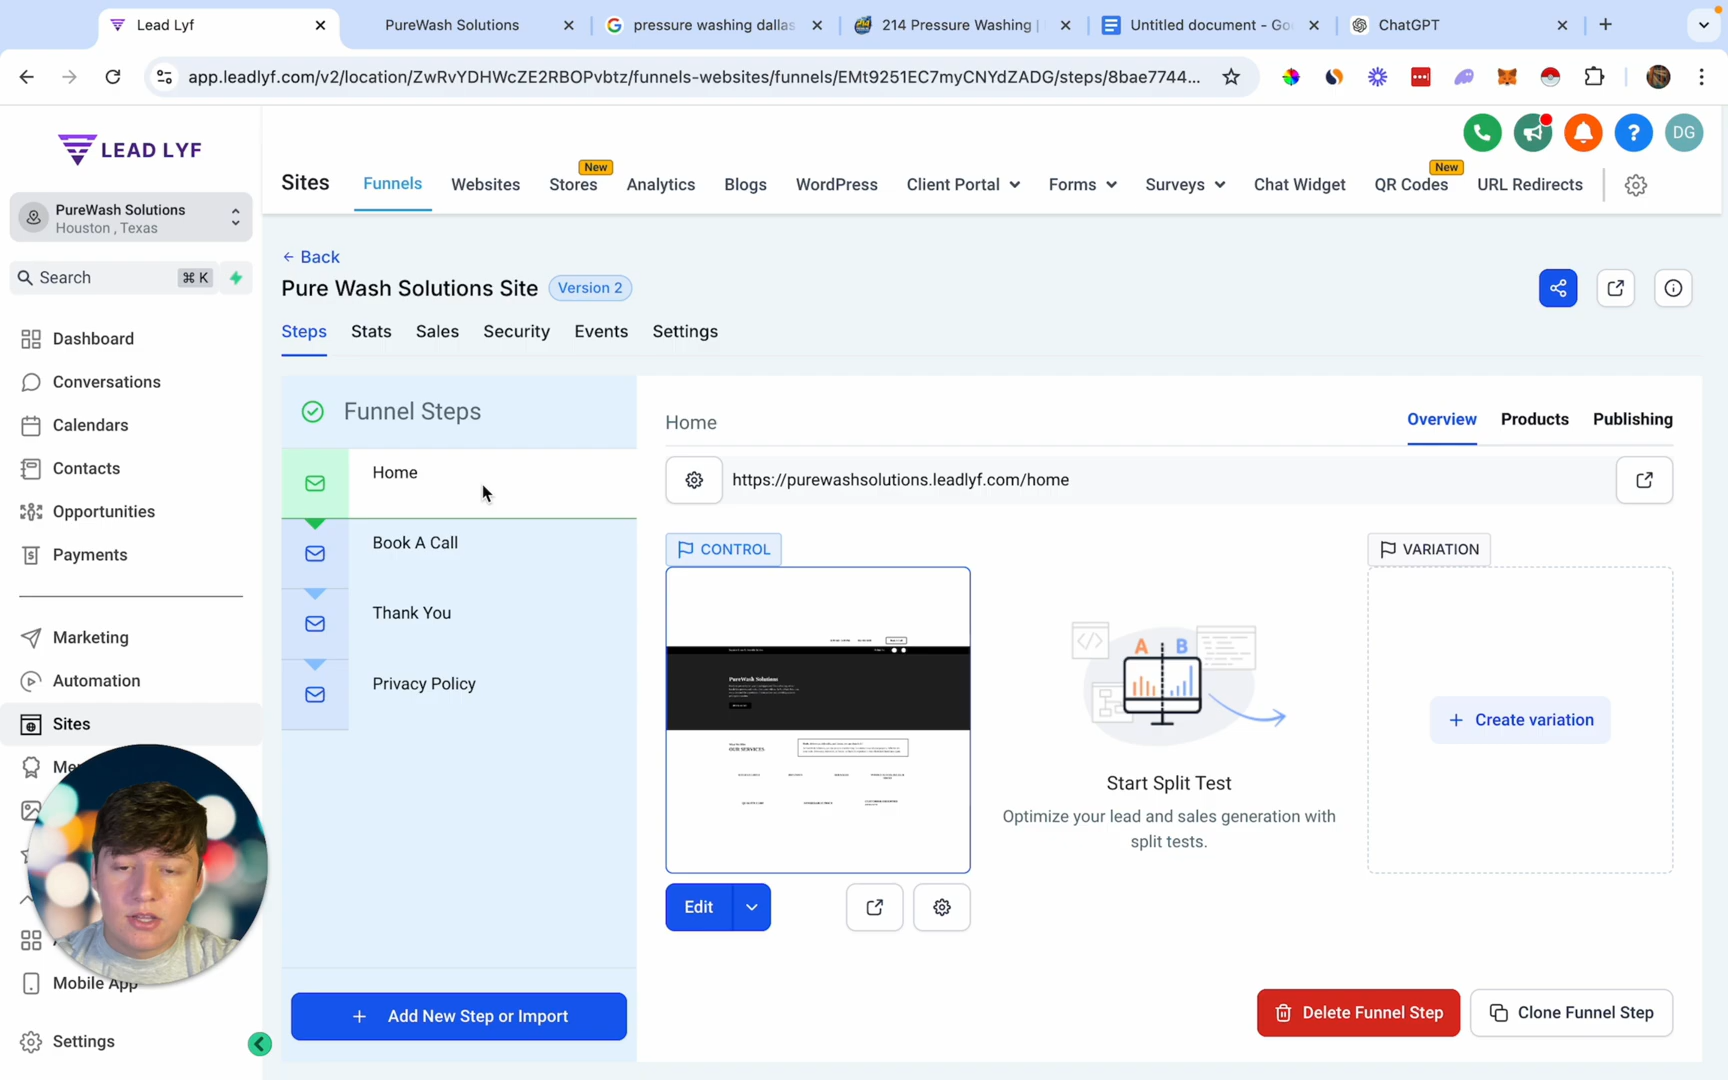 Lead Lyf
PureWash Solutions
pressure washing dallas
214 Pressure Washing |
Untitled document - Goo
ChatGPT
app.leadlyf.com/v2/location/ZwRvYDHWcZE2RBOPvbtz/funnels-websites/funnels/EMt9251EC7myCNYdZADG/steps/8bae7744...
LEAD LYF
Sites
Funnels
Websites
New
Stores
Analytics
Blogs
WordPress
Client Portal
Forms
Surveys
Chat Widget
New
QR Codes
URL Redirects
?
DG
PureWash Solutions
Houston , Texas
Search
⌘ K
Dashboard
Conversations
Calendars
Contacts
Opportunities
Payments
Marketing
Automation
Sites
Mobile App
Settings
← Back
Pure Wash Solutions Site
Version 2
Steps
Stats
Sales
Security
Events
Settings
Funnel Steps
Home
Book A Call
Thank You
Privacy Policy
+ Add New Step or Import
Home
Overview
Products
Publishing
https://purewashsolutions.leadlyf.com/home
CONTROL
PureWash Solutions
OUR SERVICES
Edit
A B
Start Split Test
Optimize your lead and sales generation with
split tests.
VARIATION
+ Create variation
Delete Funnel Step
Clone Funnel Step